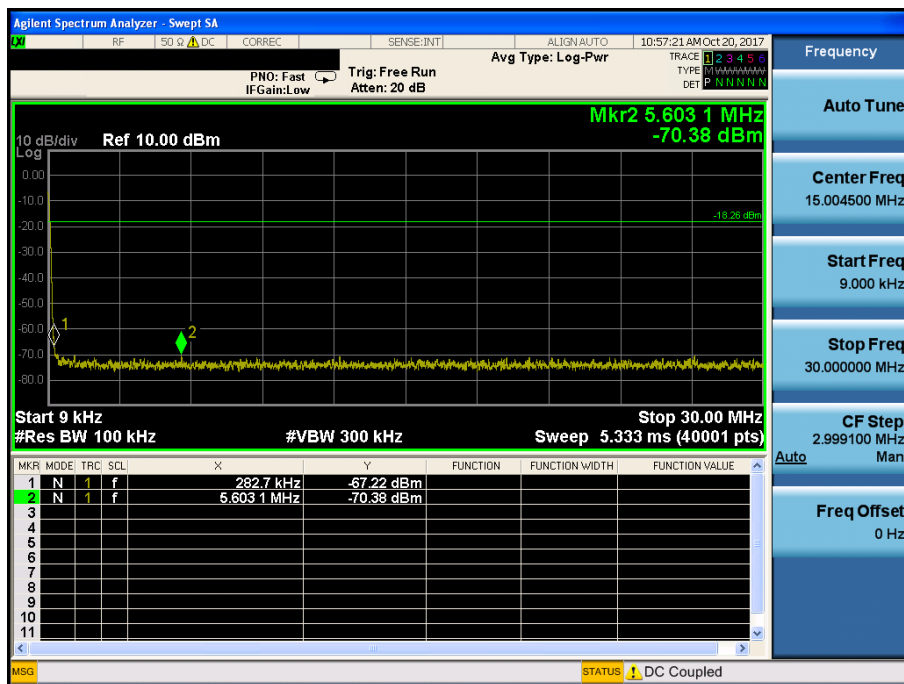 Agilent Spectrum Analyzer - Swept SA
LXI RF 50 Ω DC CORREC SENSE:INT ALIGN AUTO 10:57:21 AM Oct 20, 2017
Frequency
PNO: Fast
IFGain:Low
Trig: Free Run
Atten: 20 dB
Avg Type: Log-Pwr
TRACE 1 2 3 4 5 6
TYPE M
DET P N N N N N
Auto Tune
Mkr2 5.603 1 MHz
-70.38 dBm
10 dB/div Ref 10.00 dBm
Log
0.00
-10.0
-20.0
-30.0
-40.0
-50.0
-60.0
-70.0
-80.0
-18.26 dBm
1
2
Center Freq
15.004500 MHz
Start Freq
9.000 kHz
Stop Freq
30.000000 MHz
Start 9 kHz Stop 30.00 MHz
#Res BW 100 kHz #VBW 300 kHz Sweep 5.333 ms (40001 pts)
CF Step
2.999100 MHz
Auto Man
MKR MODE TRC SCL X Y FUNCTION FUNCTION WIDTH FUNCTION VALUE
1 N 1 f 282.7 kHz -67.22 dBm
2 N 1 f 5.603 1 MHz -70.38 dBm
3
4
5
6
7
8
9
10
11
Freq Offset
0 Hz
MSG STATUS DC Coupled